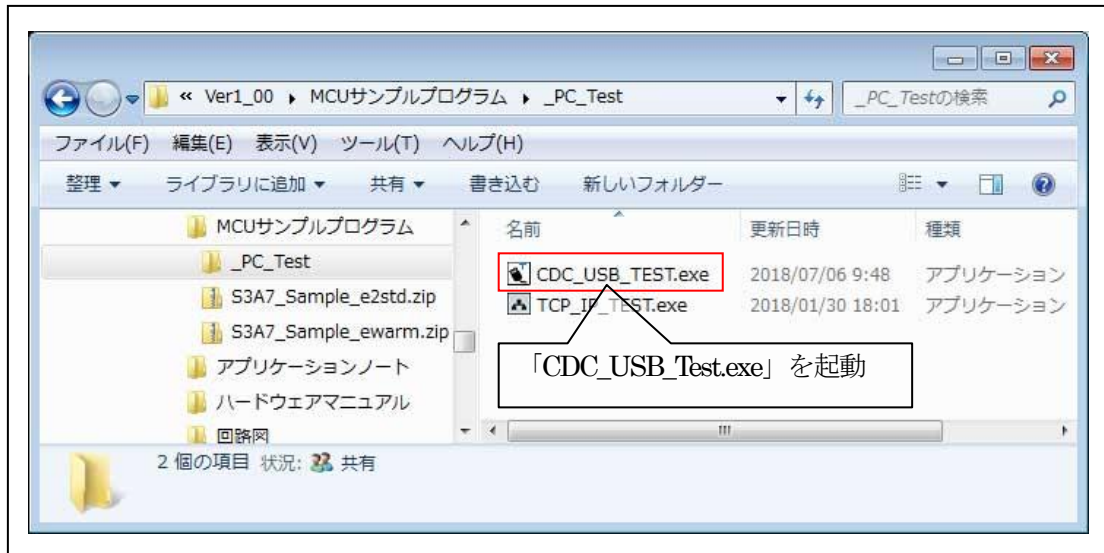 « Ver1_00 ▸ MCUサンプルプログラム ▸ _PC_Test
_PC_Testの検索
ファイル(F) 編集(E) 表示(V) ツール(T) ヘルプ(H)
整理 ▼ ライブラリに追加 ▼ 共有 ▼ 書き込む 新しいフォルダー
MCUサンプルプログラム
_PC_Test
S3A7_Sample_e2std.zip
S3A7_Sample_ewarm.zip
アプリケーションノート
ハードウェアマニュアル
回路図
名前 更新日時 種類
CDC_USB_TEST.exe 2018/07/06 9:48 アプリケーション
TCP_IP_TEST.exe 2018/01/30 18:01 アプリケーション
「CDC_USB_Test.exe」を起動
2 個の項目 状況: 共有